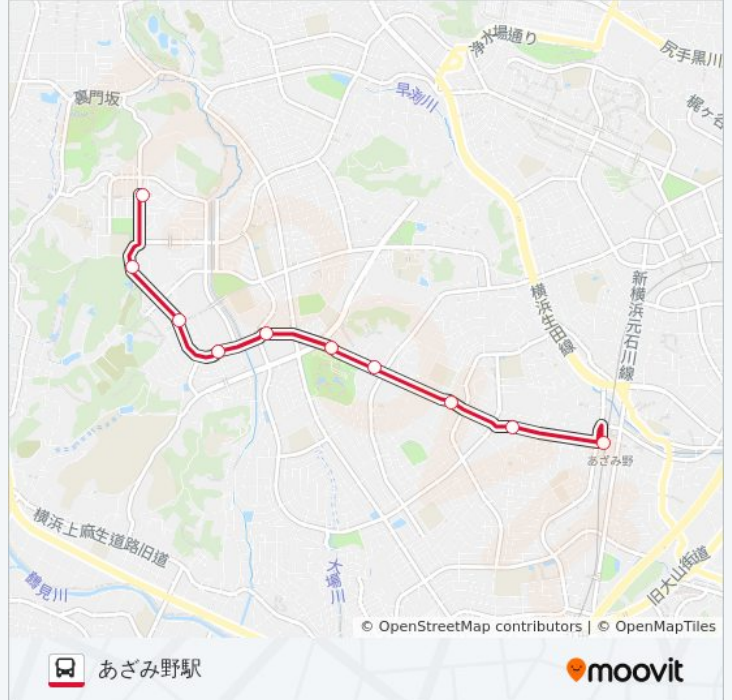 浄水場通り
尻手黒川
裏門坂
早渕川
梶ヶ谷
新横浜元石川線
横浜生田線
あざみ野
横浜上麻生道路旧道
大場川
鶴見川
旧大山街道
© OpenStreetMap contributors | © OpenMapTiles
あざみ野駅
moovit